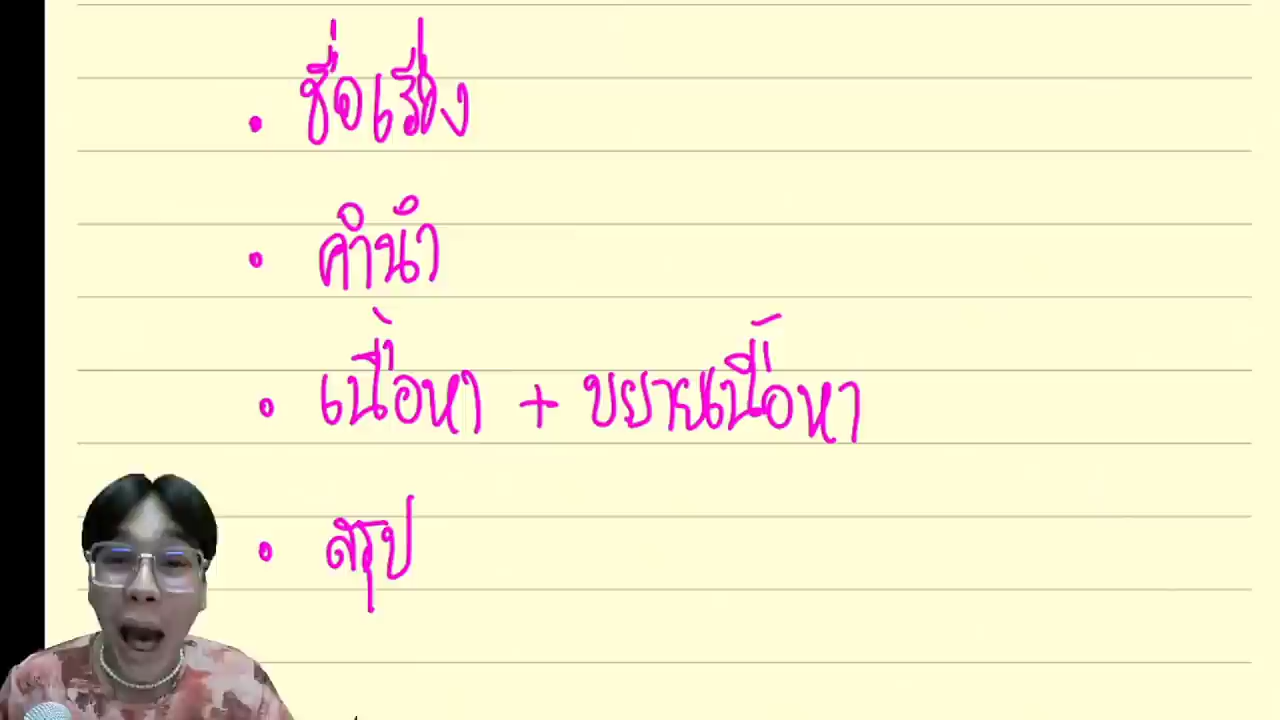 • ชื่อเรื่อง
• คำนำ
• เนื้อหา + ขยายเนื้อหา
• สรุป